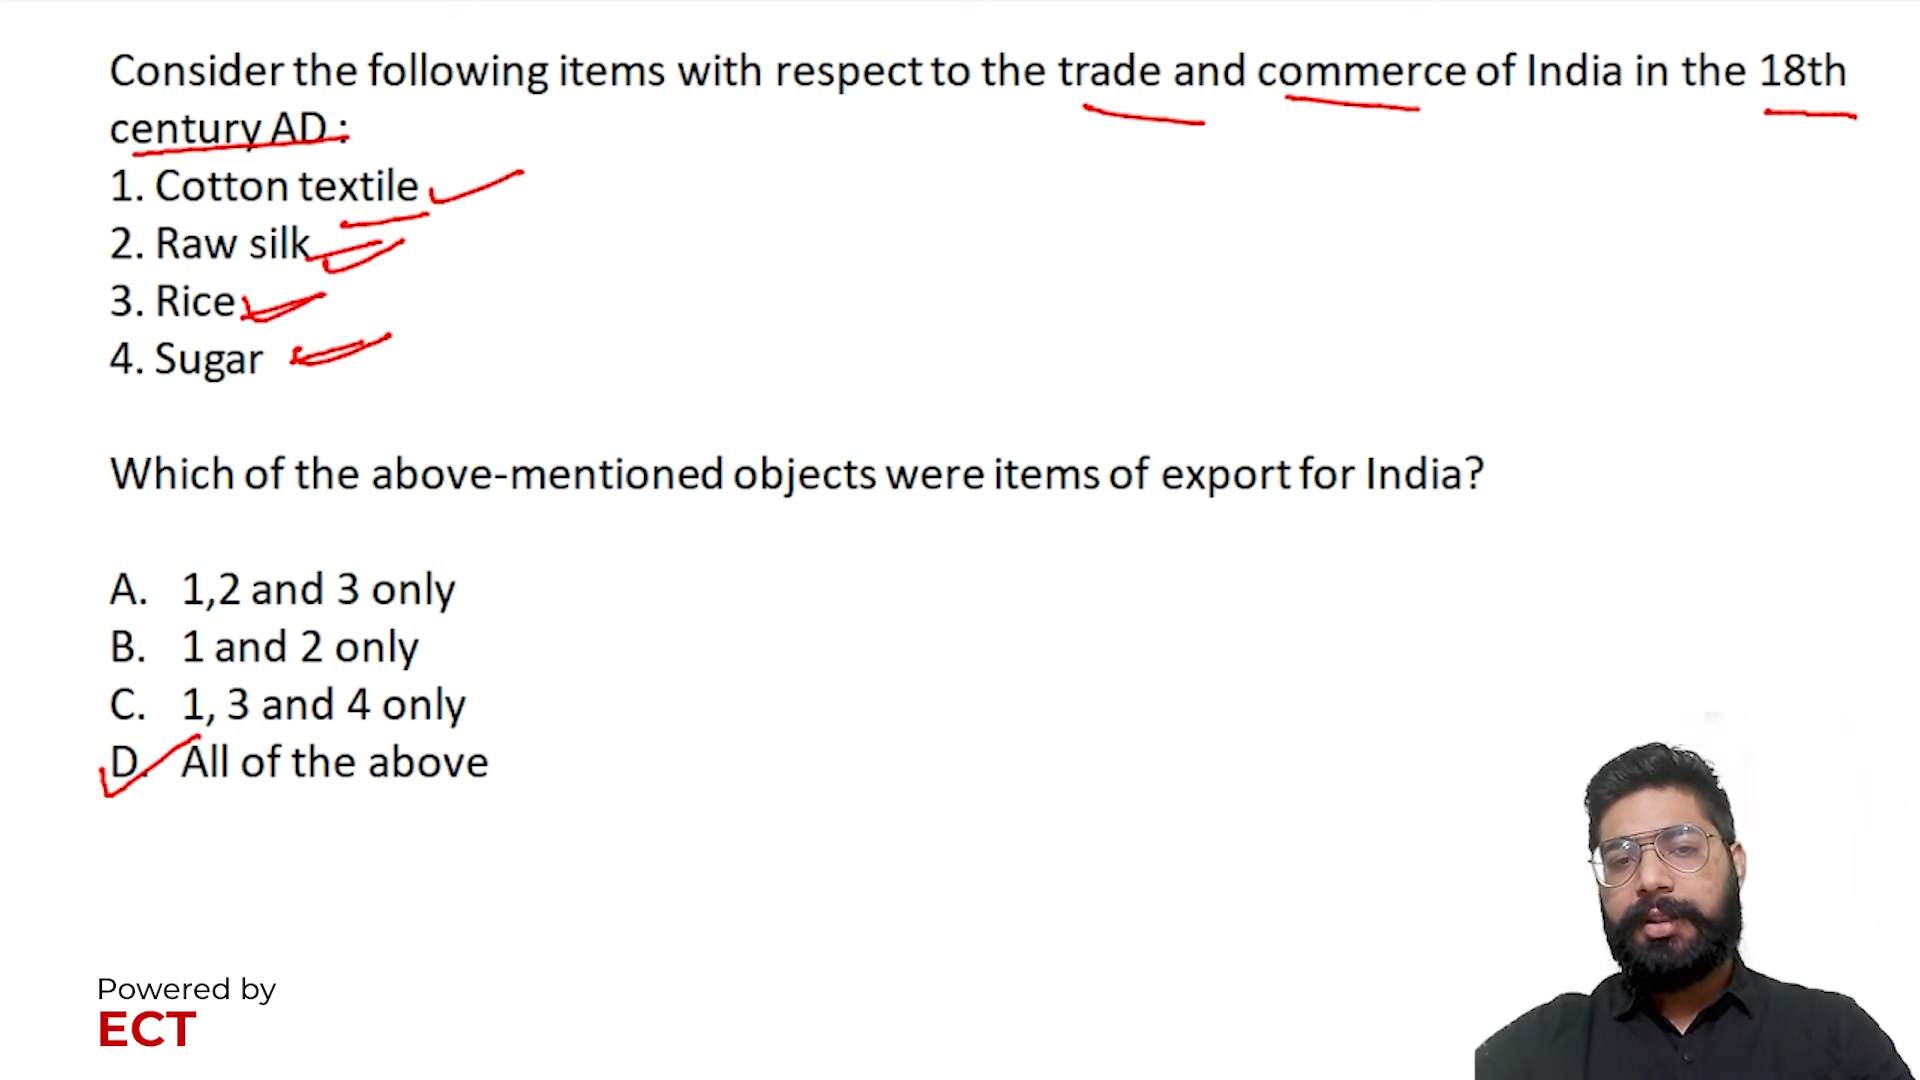 Consider the following items with respect to the trade and commerce of India in the 18th
century AD :
1. Cotton textile
2. Raw silk
3. Rice
4. Sugar
Which of the above-mentioned objects were items of export for India?
A. 1,2 and 3 only
B. 1 and 2 only
C. 1, 3 and 4 only
D. All of the above
Powered by
ECT